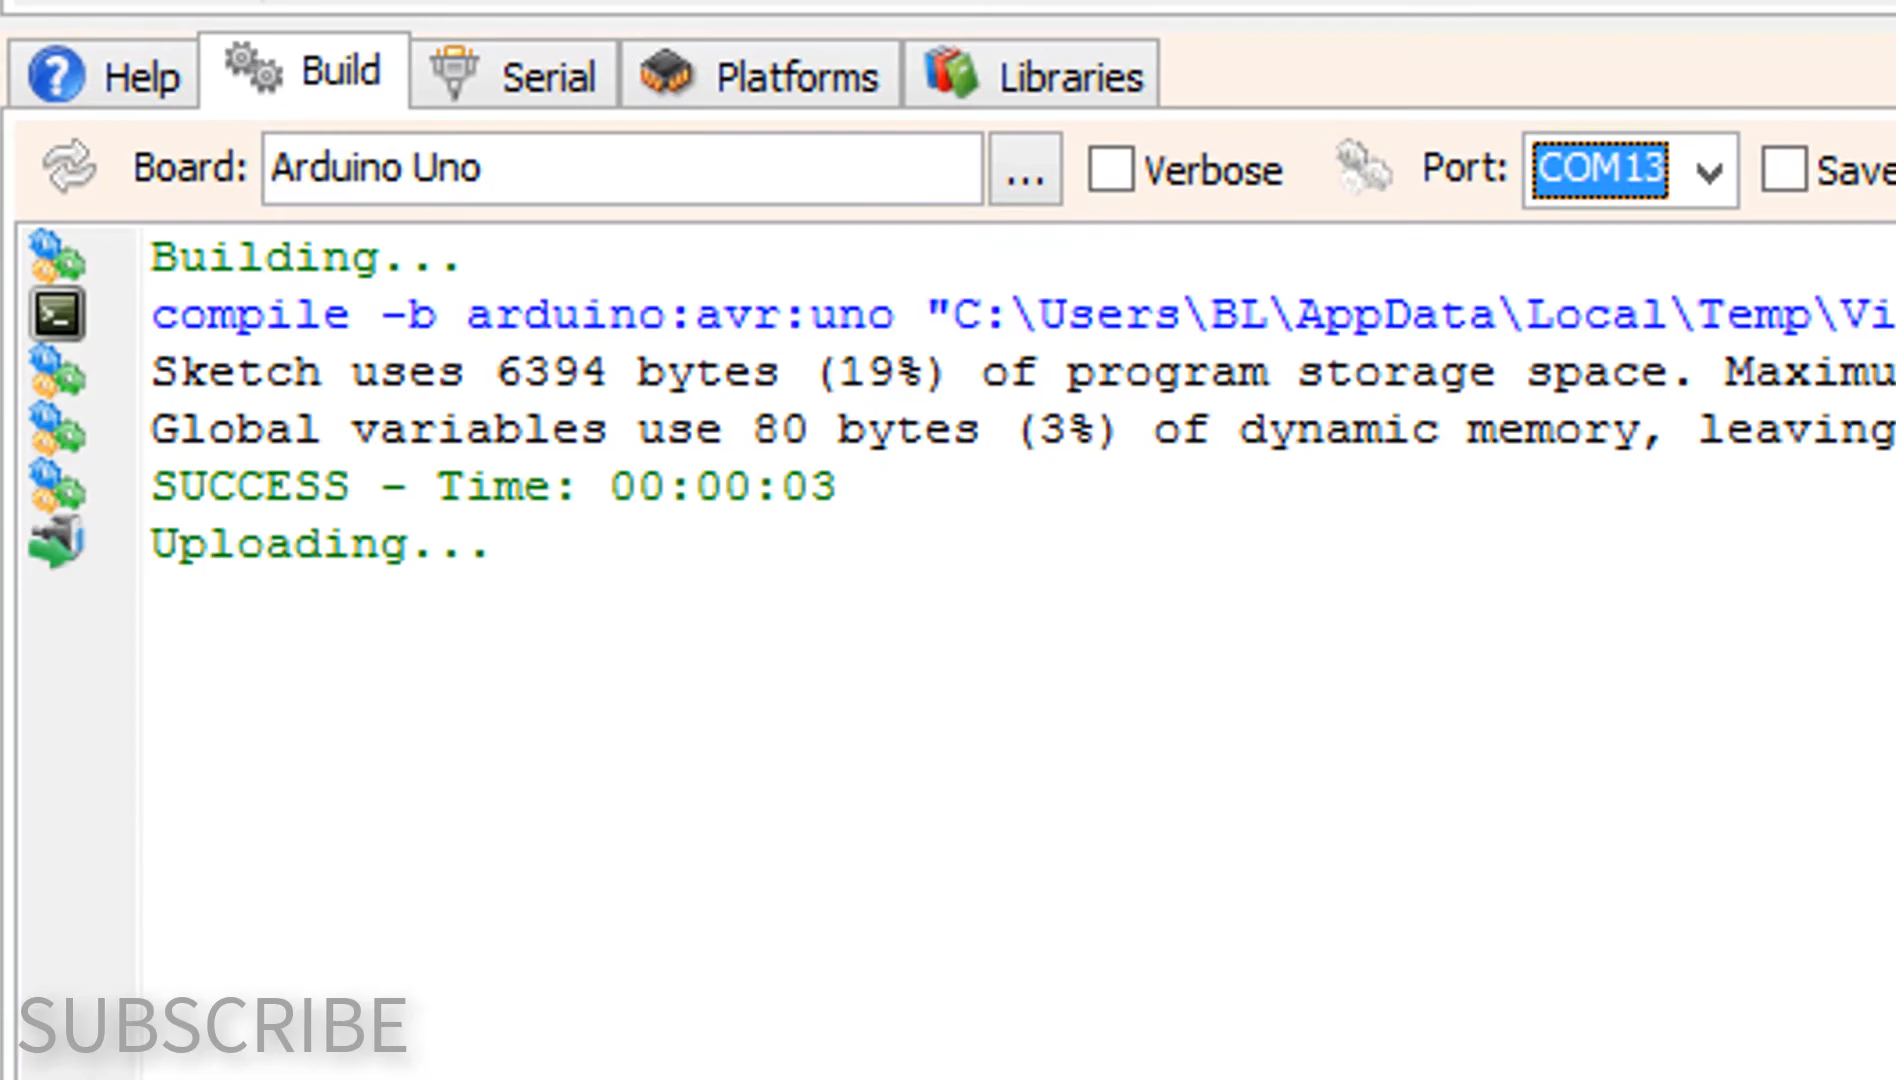 Help Build Serial Platforms Libraries
Board: Arduino Uno ... Verbose Port: COM13 Save
Building...
compile -b arduino:avr:uno "C:\Users\BL\AppData\Local\Temp\Vi
Sketch uses 6394 bytes (19%) of program storage space. Maximu
Global variables use 80 bytes (3%) of dynamic memory, leaving
SUCCESS - Time: 00:00:03
Uploading...
SUBSCRIBE